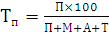 Тп = П×100 / П+М+А+Т